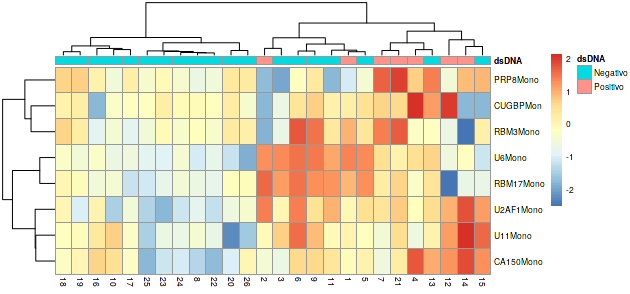 dsDNA
dsDNA
Negativo
Positivo
PRP8Mono
CUGBPMon
RBM3Mono
U6Mono
RBM17Mono
U2AF1Mono
U11Mono
CA150Mono
2
1
0
-1
-2
18 19 16 10 17 25 23 24 8 22 20 26 2 3 6 9 11 1 5 7 21 4 13 12 14 15